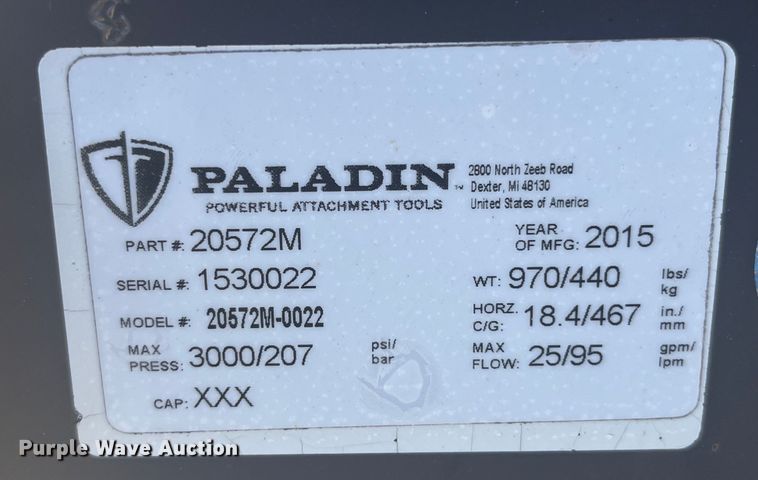 PALADIN™
POWERFUL ATTACHMENT TOOLS
2800 North Zeeb Road
Dexter, MI 48130
United States of America
PART #: 20572M
YEAR OF MFG: 2015
SERIAL #: 1530022
WT: 970/440 lbs/ kg
MODEL #: 20572M-0022
HORZ. C/G: 18.4/467 in./ mm
MAX PRESS: 3000/207 psi/ bar
MAX FLOW: 25/95 gpm/ lpm
CAP: XXX
Purple Wave Auction